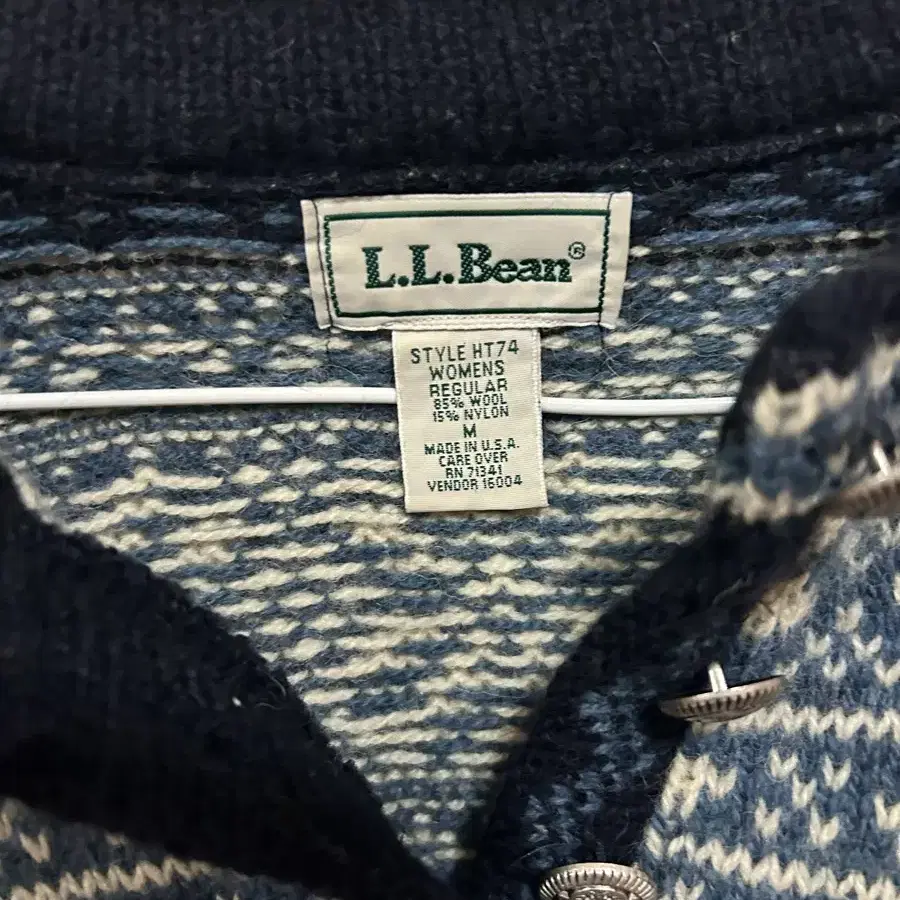 L.L.Bean®
STYLE HT74
WOMENS
REGULAR
85% WOOL
15% NYLON
M
MADE IN U.S.A.
CARE OVER
RN 71341
VENDOR 16004